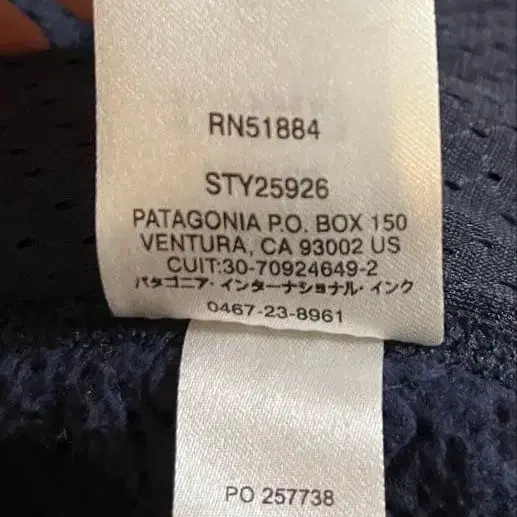 RN51884
STY25926
PATAGONIA P.O. BOX 150
VENTURA, CA 93002 US
CUIT:30-70924649-2
パタゴニア・インターナショナル・インク
0467-23-8961
PO 257738